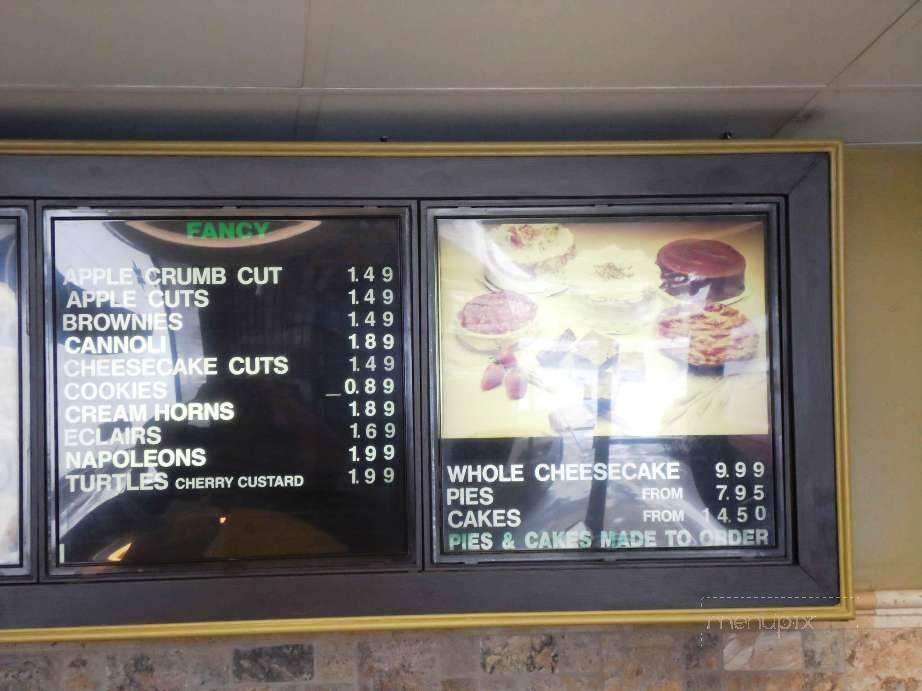 FANCY
APPLE CRUMB CUT 1.49
APPLE CUTS 1.49
BROWNIES 1.49
CANNOLI 1.89
CHEESECAKE CUTS 1.49
COOKIES _0.89
CREAM HORNS 1.89
ECLAIRS 1.69
NAPOLEONS 1.99
TURTLES CHERRY CUSTARD 1.99
WHOLE CHEESECAKE 9.99
PIES FROM 7.95
CAKES FROM 14.50
PIES & CAKES MADE TO ORDER
menupix